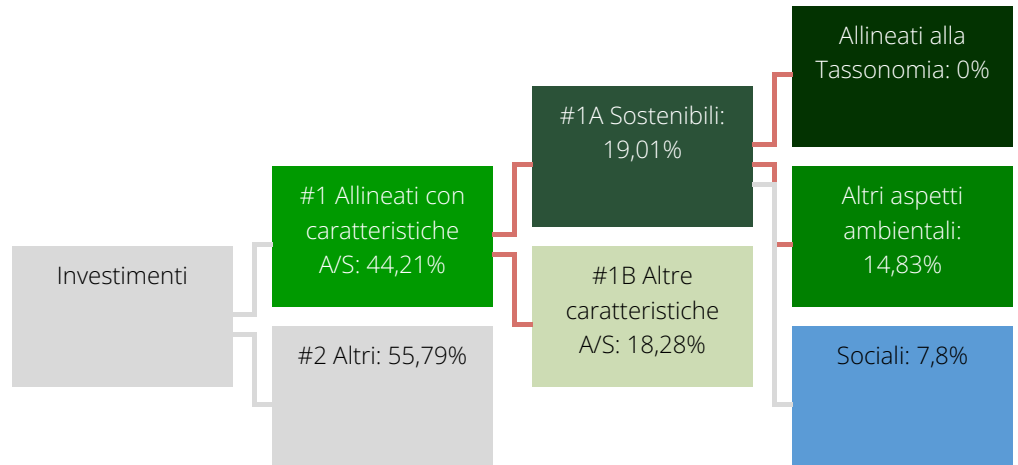 Investimenti
#1 Allineati con
caratteristiche
A/S: 44,21%
#2 Altri: 55,79%
#1A Sostenibili:
19,01%
#1B Altre
caratteristiche
A/S: 18,28%
Allineati alla
Tassonomia: 0%
Altri aspetti
ambientali:
14,83%
Sociali: 7,8%